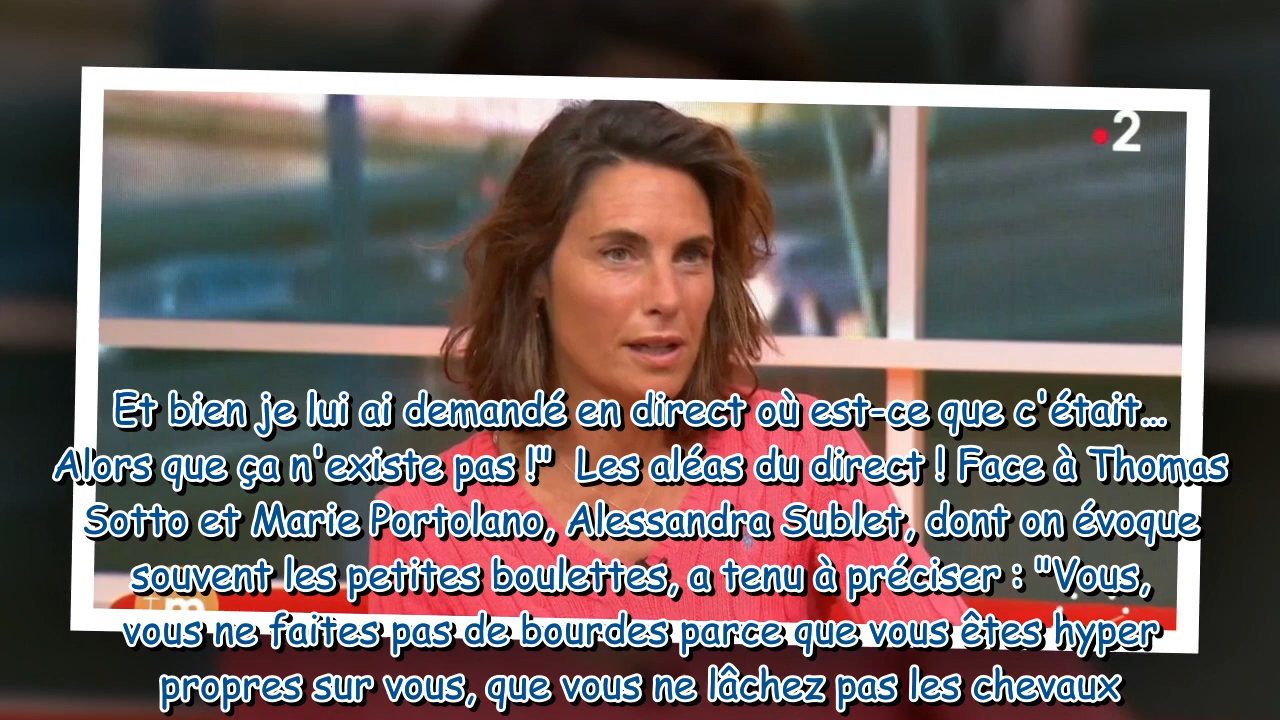 2
Et bien je lui ai demandé en direct où est-ce que c'était...
Alors que ça n'existe pas !" Les aléas du direct ! Face à Thomas
Sotto et Marie Portolano, Alessandra Sublet, dont on évoque
souvent les petites boulettes, a tenu à préciser : "Vous,
vous ne faites pas de bourdes parce que vous êtes hyper
propres sur vous, que vous ne lâchez pas les chevaux